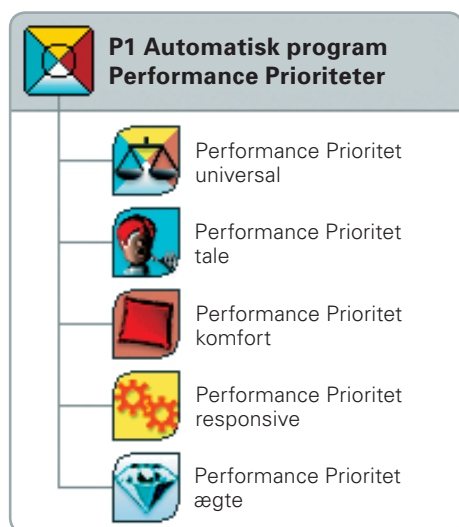 P1 Automatisk program
Performance Prioriteter
Performance Prioritet
universal
Performance Prioritet
tale
Performance Prioritet
komfort
Performance Prioritet
responsive
Performance Prioritet
ægte